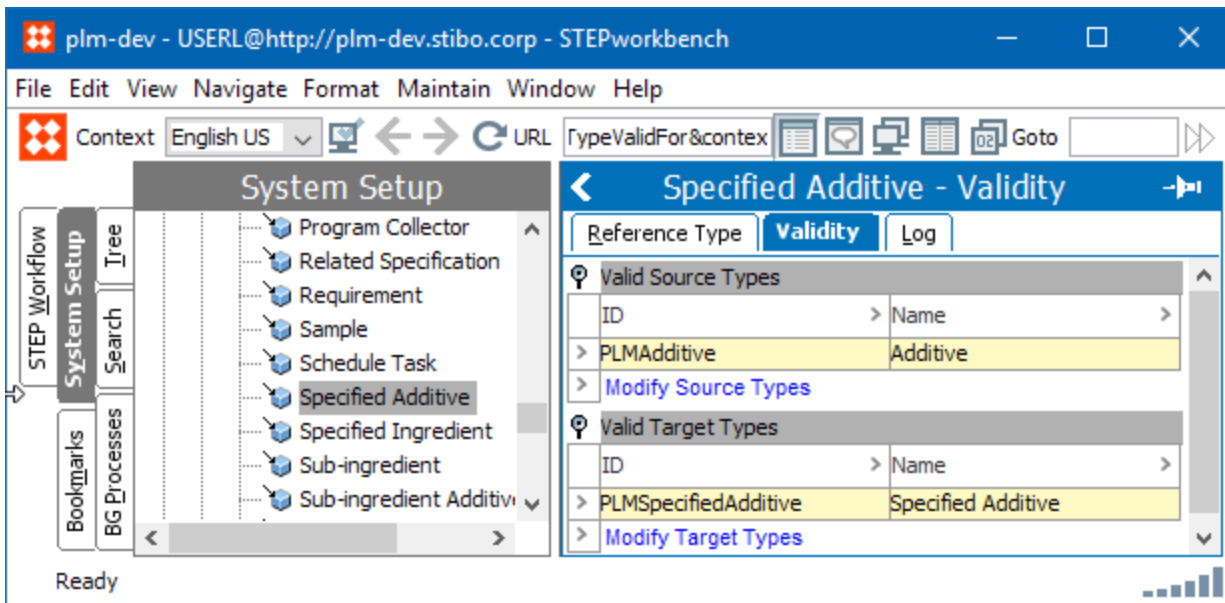 plm-dev - USERL@http://plm-dev.stibo.corp - STEPworkbench
File Edit View Navigate Format Maintain Window Help
Context English US URL TypeValidFor&contex 02 Goto
System Setup
Specified Additive - Validity
STEP Workflow
System Setup
Bookmarks
Tree
Search
BG Processes
Program Collector
Related Specification
Requirement
Sample
Schedule Task
Specified Additive
Specified Ingredient
Sub-ingredient
Sub-ingredient Additiv
Reference Type Validity Log
Valid Source Types
ID > Name >
> PLMAdditive Additive
> Modify Source Types
Valid Target Types
ID > Name >
> PLMSpecifiedAdditive Specified Additive
> Modify Target Types
Ready